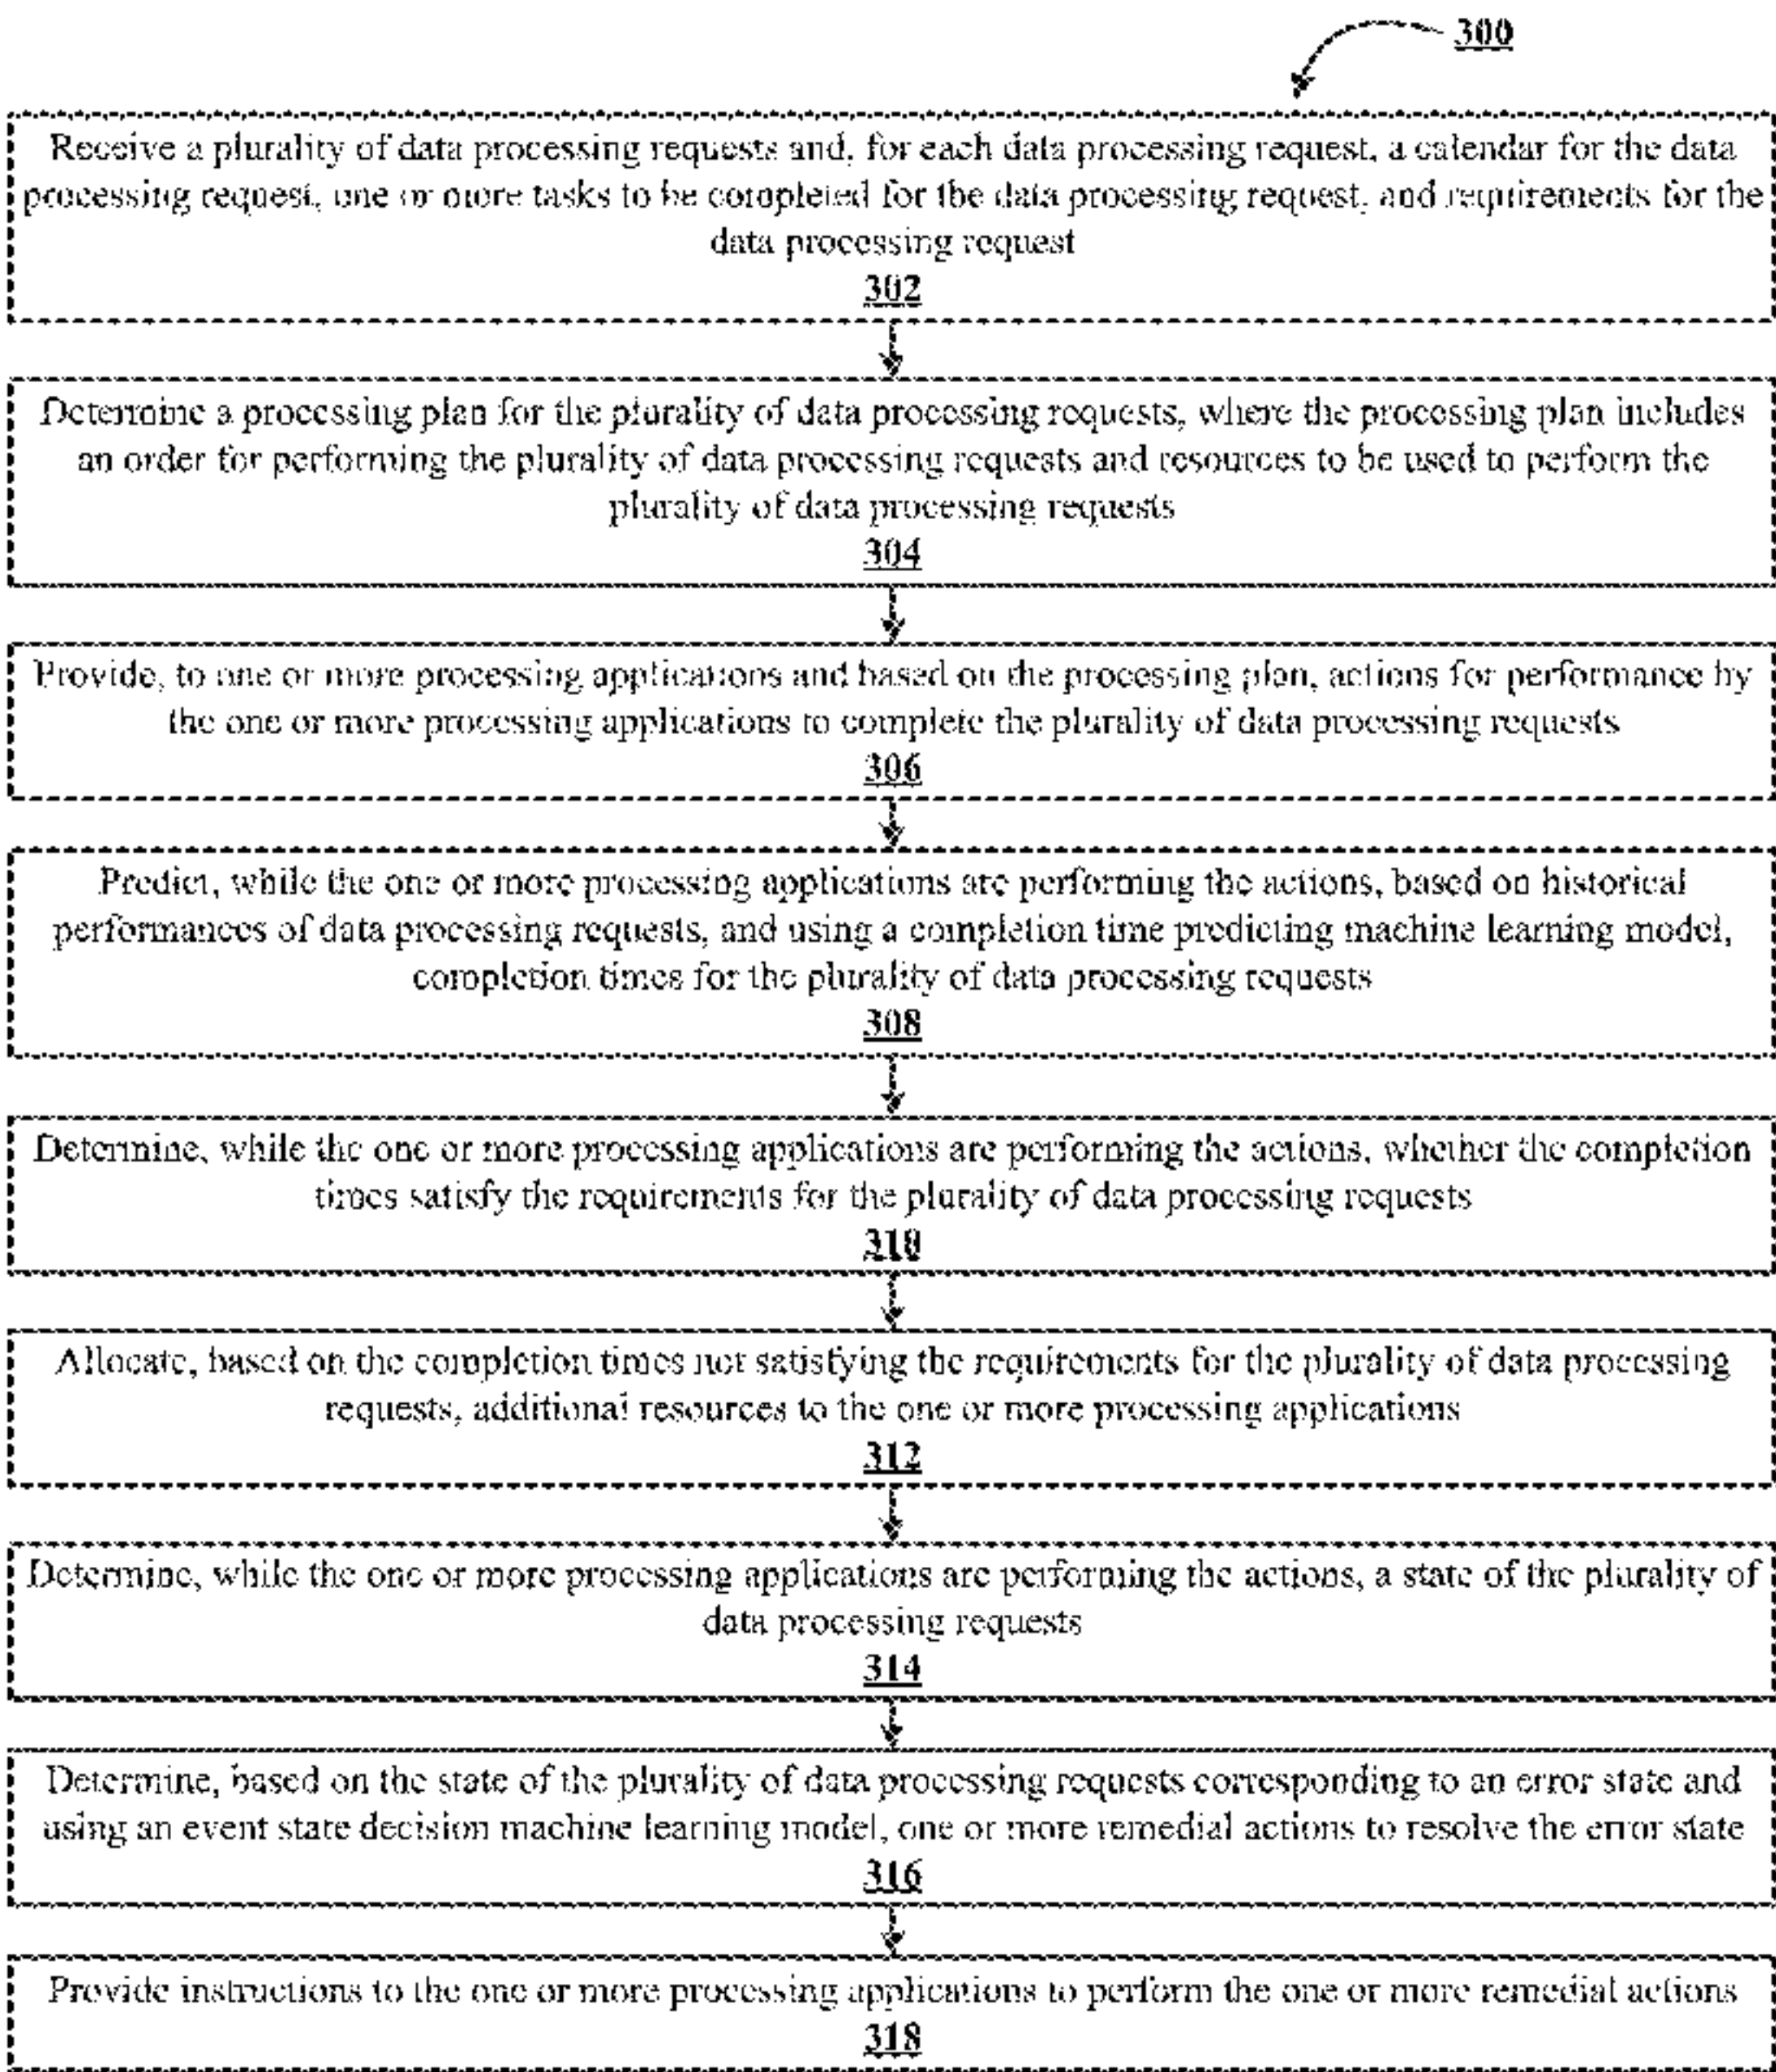 300
Receive a plurality of data processing requests and, for each data processing request, a calendar for the data
processing request, one or more tasks to be completed for the data processing request, and requirements for the
data processing request
302
Determine a processing plan for the plurality of data processing requests, where the processing plan includes
an order for performing the plurality of data processing requests and resources to be used to perform the
plurality of data processing requests
304
Provide, to one or more processing applications and based on the processing plan, actions for performance by
the one or more processing applications to complete the plurality of data processing requests
306
Predict, while the one or more processing applications are performing the actions, based on historical
performances of data processing requests, and using a completion time predicting machine learning model,
completion times for the plurality of data processing requests
308
Determine, while the one or more processing applications are performing the actions, whether the completion
times satisfy the requirements for the plurality of data processing requests
310
Allocate, based on the completion times not satisfying the requirements for the plurality of data processing
requests, additional resources to the one or more processing applications
312
Determine, while the one or more processing applications are performing the actions, a state of the plurality of
data processing requests
314
Determine, based on the state of the plurality of data processing requests corresponding to an error state and
using an event state decision machine learning model, one or more remedial actions to resolve the error state
316
Provide instructions to the one or more processing applications to perform the one or more remedial actions
318